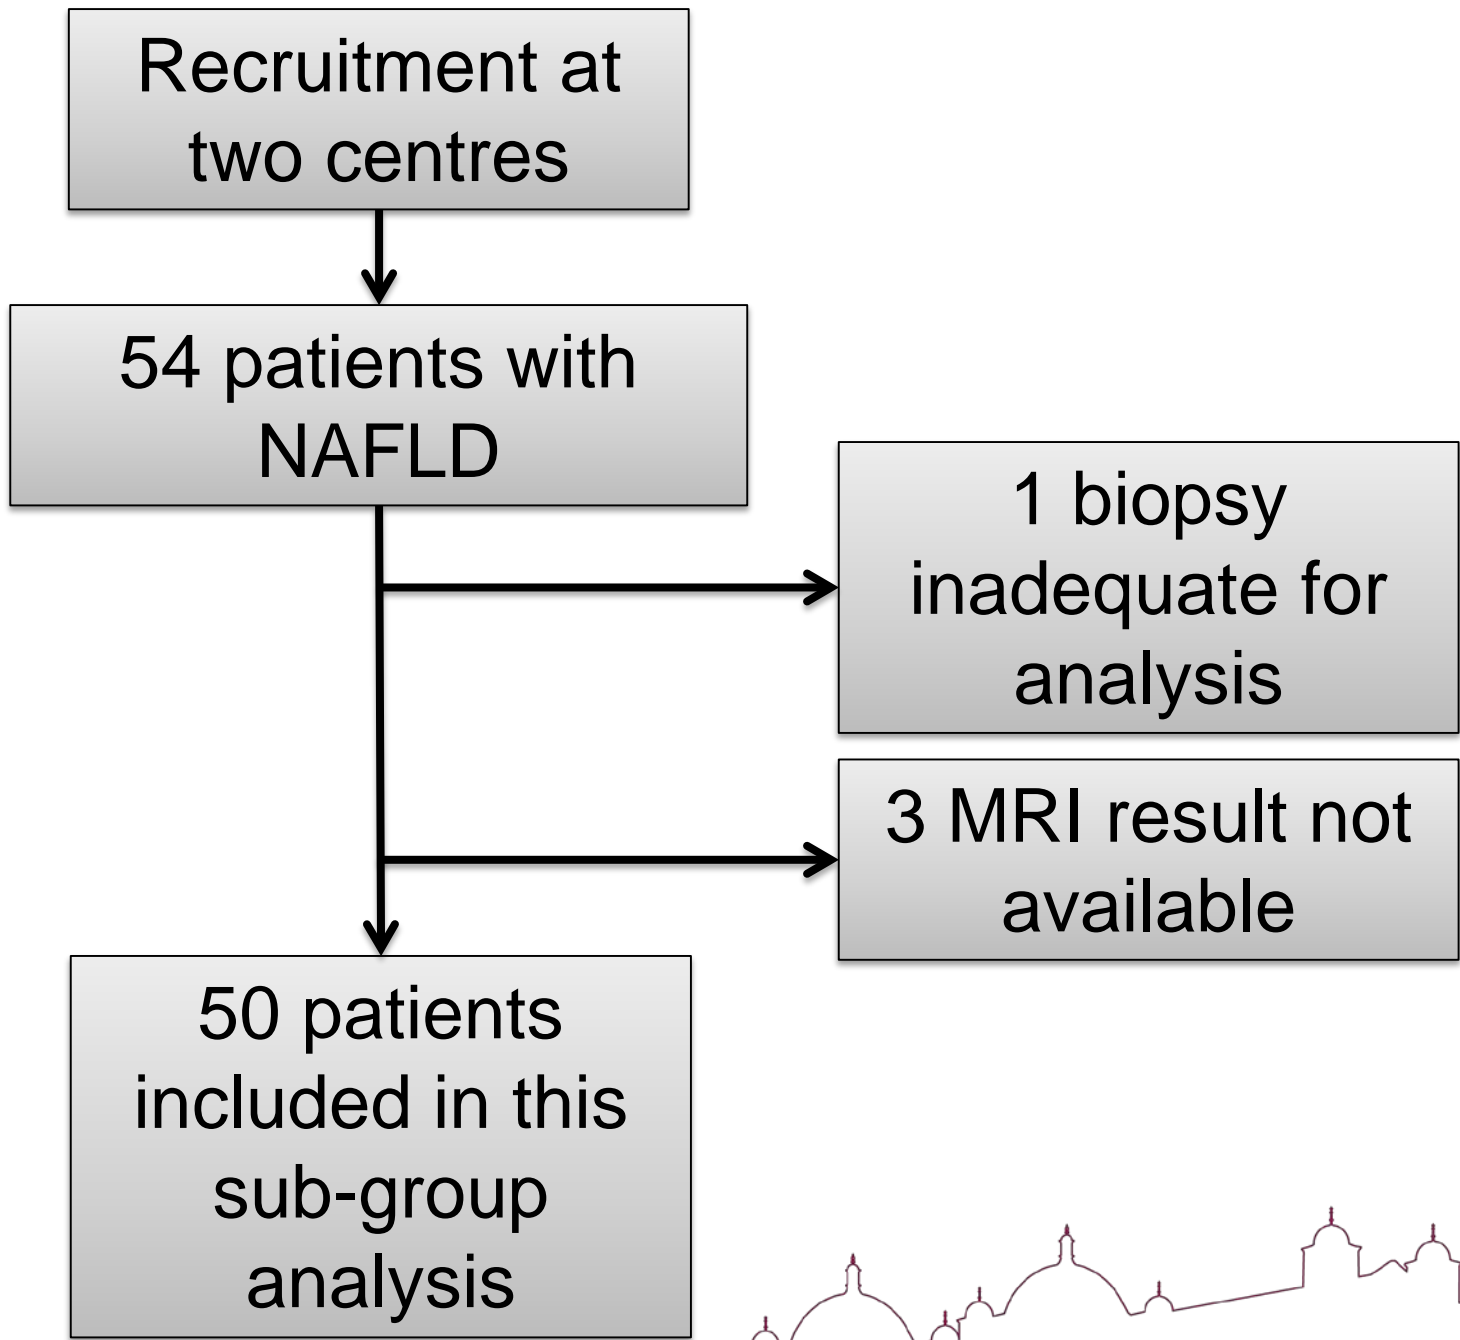 Recruitment at
two centres
54 patients with
NAFLD
1 biopsy
inadequate for
analysis
3 MRI result not
available
50 patients
included in this
sub-group
analysis